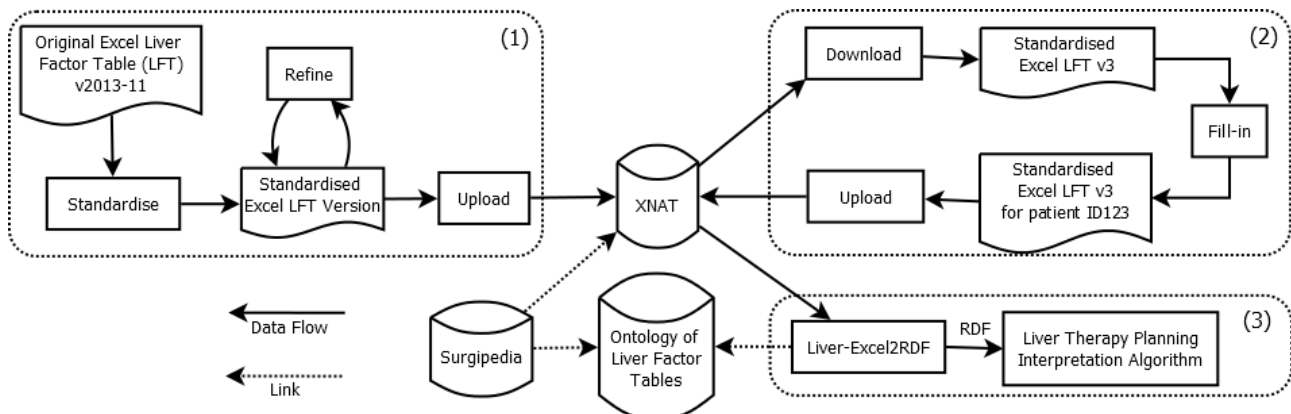 Original Excel Liver
Factor Table (LFT)
v2013-11
(1)
Refine
Standardise
Standardised
Excel LFT Version
Upload
XNAT
(2)
Download
Standardised
Excel LFT v3
Fill-in
Standardised
Excel LFT v3
for patient ID123
Upload
Data Flow
Link
Surgipedia
Ontology of
Liver Factor
Tables
(3)
Liver-Excel2RDF
RDF
Liver Therapy Planning
Interpretation Algorithm